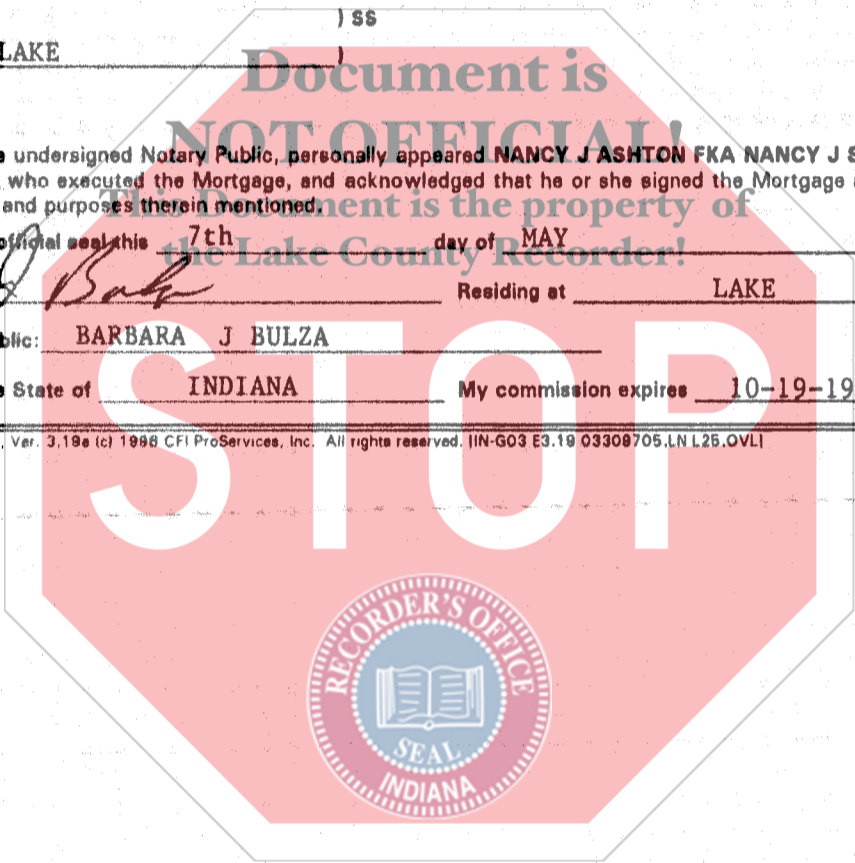 ) SS
LAKE )
Document is
NOT OFFICIAL!
undersigned Notary Public, personally appeared NANCY J ASHTON FKA NANCY J S
who executed the Mortgage, and acknowledged that he or she signed the Mortgage
and purposes therein mentioned.
This Document is the property of
official seal this 7th day of MAY
the Lake County Recorder!
Residing at LAKE
blic: BARBARA J BULZA
State of INDIANA My commission expires 10-19-19
Ver. 3.19a (c) 1998 CFI ProServices, Inc. All rights reserved. [IN-G03 E3.19 03309705.LN L25.OVL]
STOP
RECORDER'S OFFICE
SEAL
INDIANA